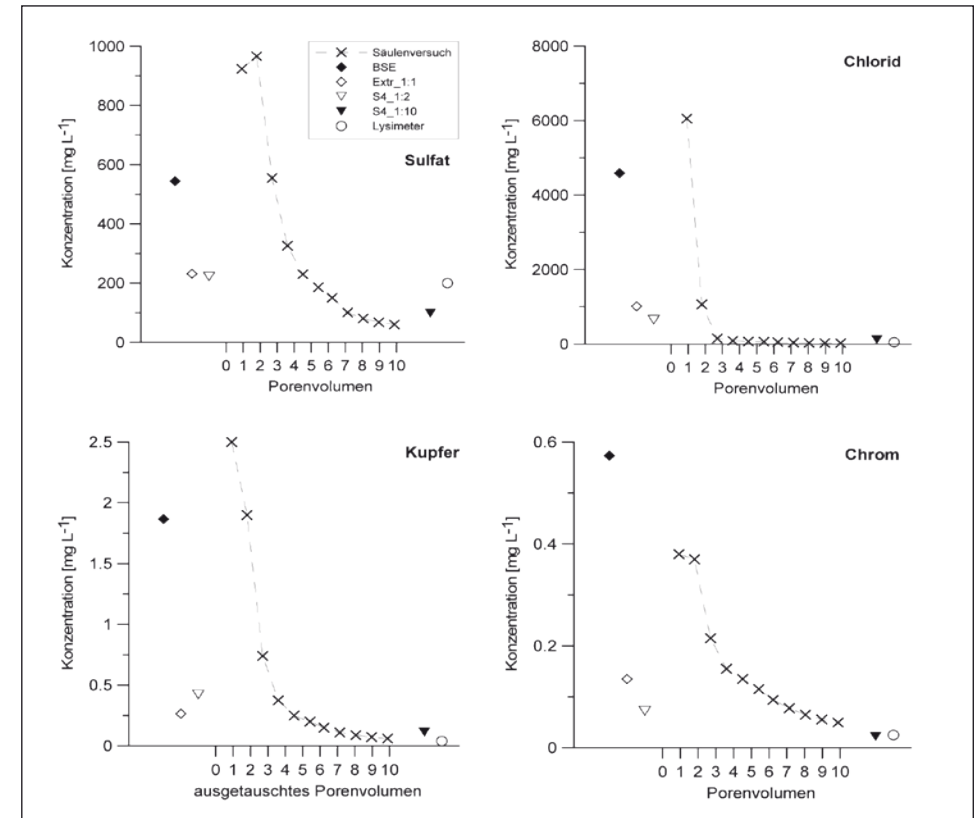 Sulfat
Konzentration [mg L-1]
1000
800
600
400
200
0
0 1 2 3 4 5 6 7 8 9 10
Porenvolumen
Säulenversuch
BSE
Extr_1:1
S4_1:2
S4_1:10
Lysimeter
Chlorid
Konzentration [mg L-1]
8000
6000
4000
2000
0
0 1 2 3 4 5 6 7 8 9 10
Porenvolumen
Kupfer
Konzentration [mg L-1]
2.5
2
1.5
1
0.5
0
0 1 2 3 4 5 6 7 8 9 10
ausgetauschtes Porenvolumen
Chrom
Konzentration [mg L-1]
0.6
0.4
0.2
0
0 1 2 3 4 5 6 7 8 9 10
Porenvolumen